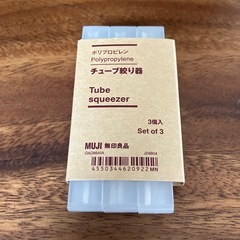 ポリプロピレン
Polypropylene
チューブ絞り器
Tube
squeezer
3個入
Set of 3
MUJI 無印良品
4550344620922 MN